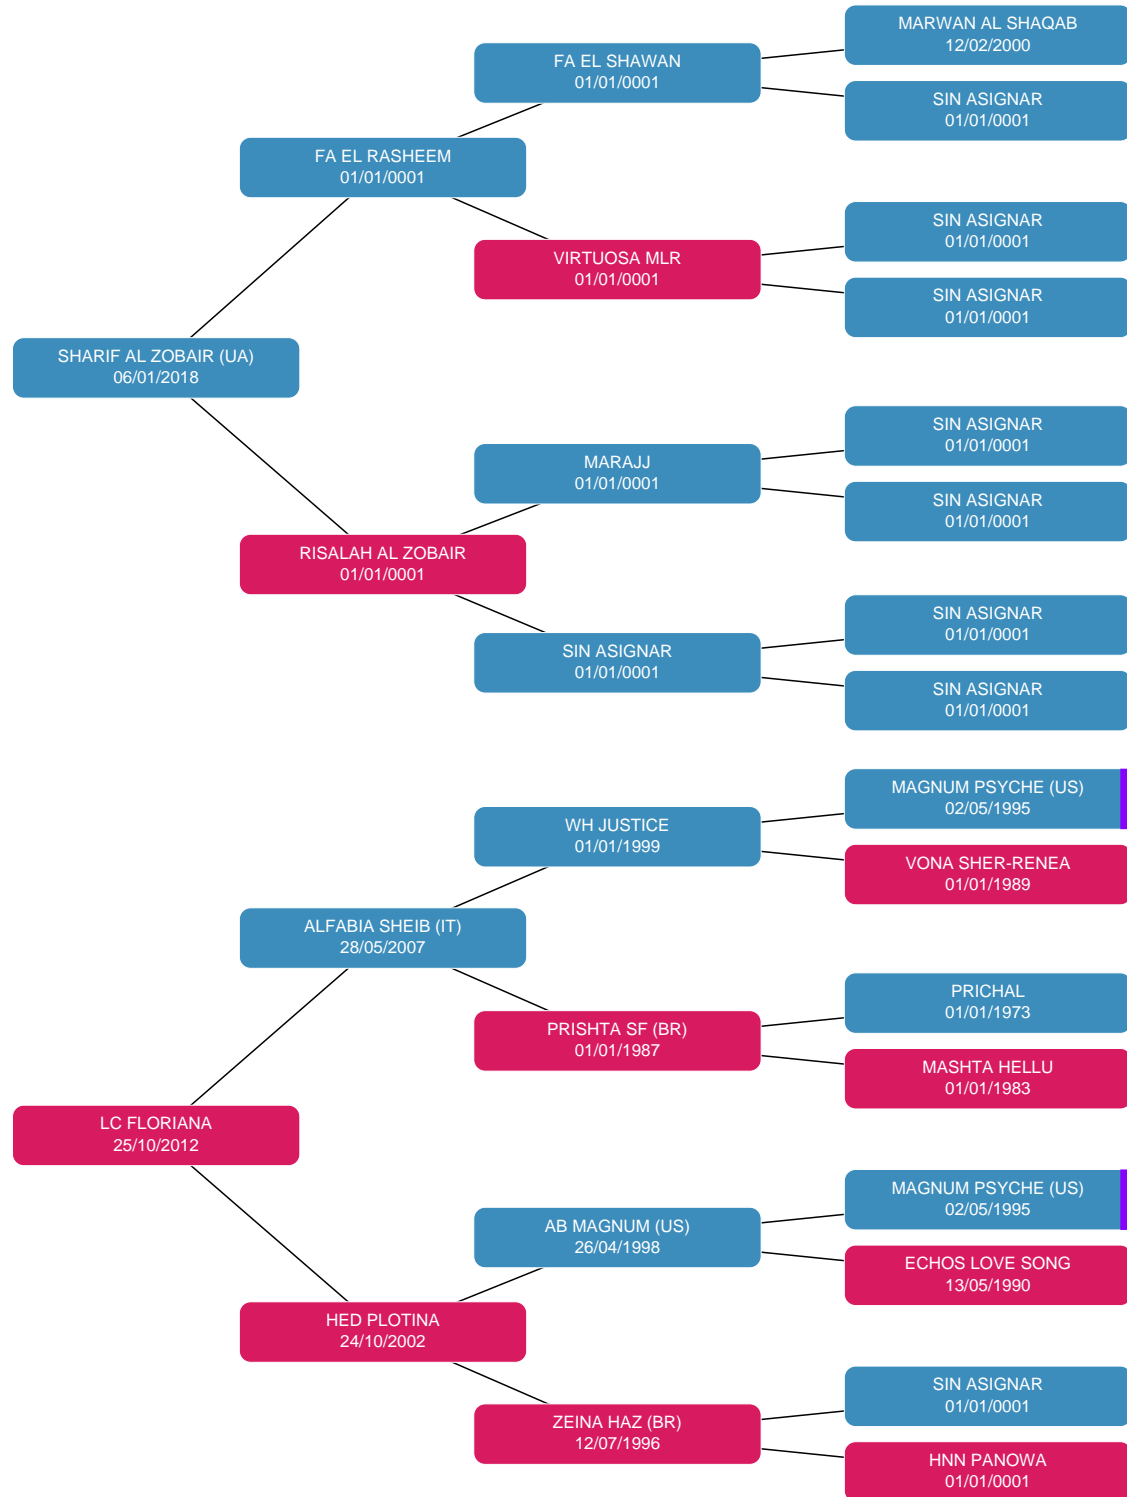 MARWAN AL SHAQAB
12/02/2000
FA EL SHAWAN
01/01/0001
SIN ASIGNAR
01/01/0001
FA EL RASHEEM
01/01/0001
SIN ASIGNAR
01/01/0001
VIRTUOSA MLR
01/01/0001
SIN ASIGNAR
01/01/0001
SHARIF AL ZOBAIR (UA)
06/01/2018
SIN ASIGNAR
01/01/0001
MARAJJ
01/01/0001
SIN ASIGNAR
01/01/0001
RISALAH AL ZOBAIR
01/01/0001
SIN ASIGNAR
01/01/0001
SIN ASIGNAR
01/01/0001
SIN ASIGNAR
01/01/0001
MAGNUM PSYCHE (US)
02/05/1995
WH JUSTICE
01/01/1999
VONA SHER-RENEA
01/01/1989
ALFABIA SHEIB (IT)
28/05/2007
PRICHAL
01/01/1973
PRISHTA SF (BR)
01/01/1987
MASHTA HELLU
01/01/1983
LC FLORIANA
25/10/2012
MAGNUM PSYCHE (US)
02/05/1995
AB MAGNUM (US)
26/04/1998
ECHOS LOVE SONG
13/05/1990
HED PLOTINA
24/10/2002
SIN ASIGNAR
01/01/0001
ZEINA HAZ (BR)
12/07/1996
HNN PANOWA
01/01/0001